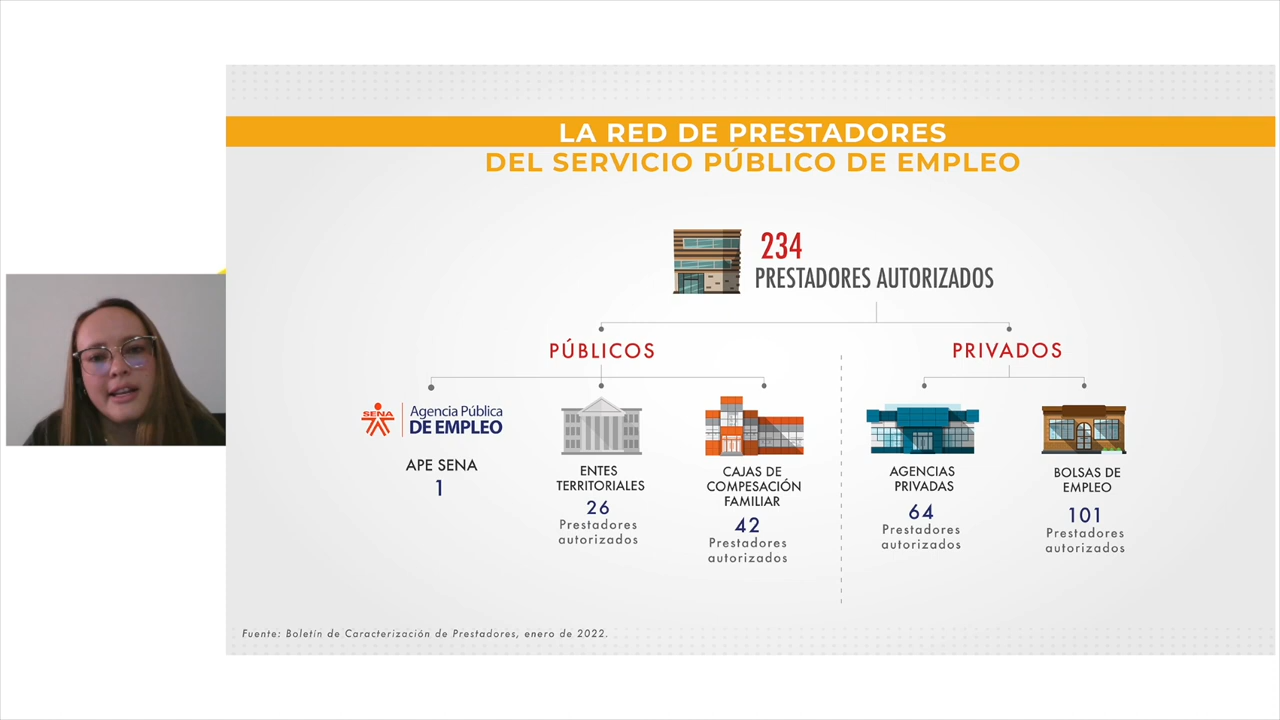 LA RED DE PRESTADORES
DEL SERVICIO PÚBLICO DE EMPLEO
234
PRESTADORES AUTORIZADOS
PÚBLICOS
PRIVADOS
SENA
Agencia Pública
DE EMPLEO
APE SENA
1
ENTES
TERRITORIALES
26
Prestadores
autorizados
CAJAS DE
COMPESACIÓN
FAMILIAR
42
Prestadores
autorizados
AGENCIAS
PRIVADAS
64
Prestadores
autorizados
BOLSAS DE
EMPLEO
101
Prestadores
autorizados
Fuente: Boletín de Caracterización de Prestadores, enero de 2022.